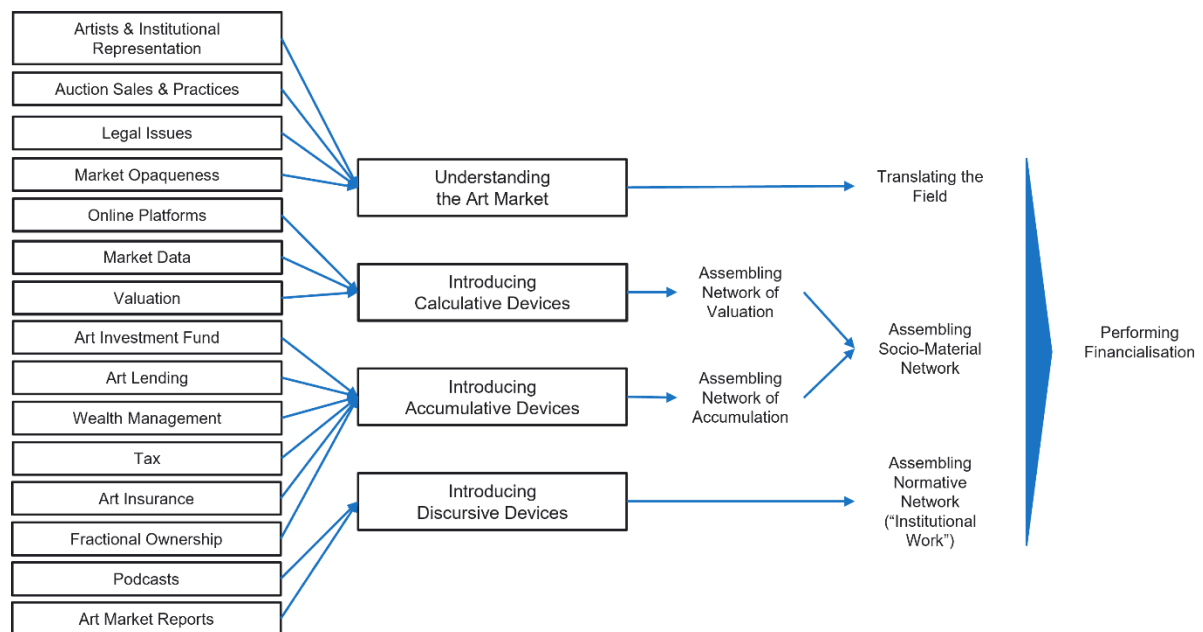 Artists & Institutional
Representation
Auction Sales & Practices
Legal Issues
Market Opaqueness
Online Platforms
Market Data
Valuation
Art Investment Fund
Art Lending
Wealth Management
Tax
Art Insurance
Fractional Ownership
Podcasts
Art Market Reports
Understanding
the Art Market
Introducing
Calculative Devices
Introducing
Accumulative Devices
Introducing
Discursive Devices
Assembling
Network of
Valuation
Assembling
Network of
Accumulation
Translating the
Field
Assembling
Socio-Material
Network
Assembling
Normative
Network
("Institutional
Work")
Performing
Financialisation